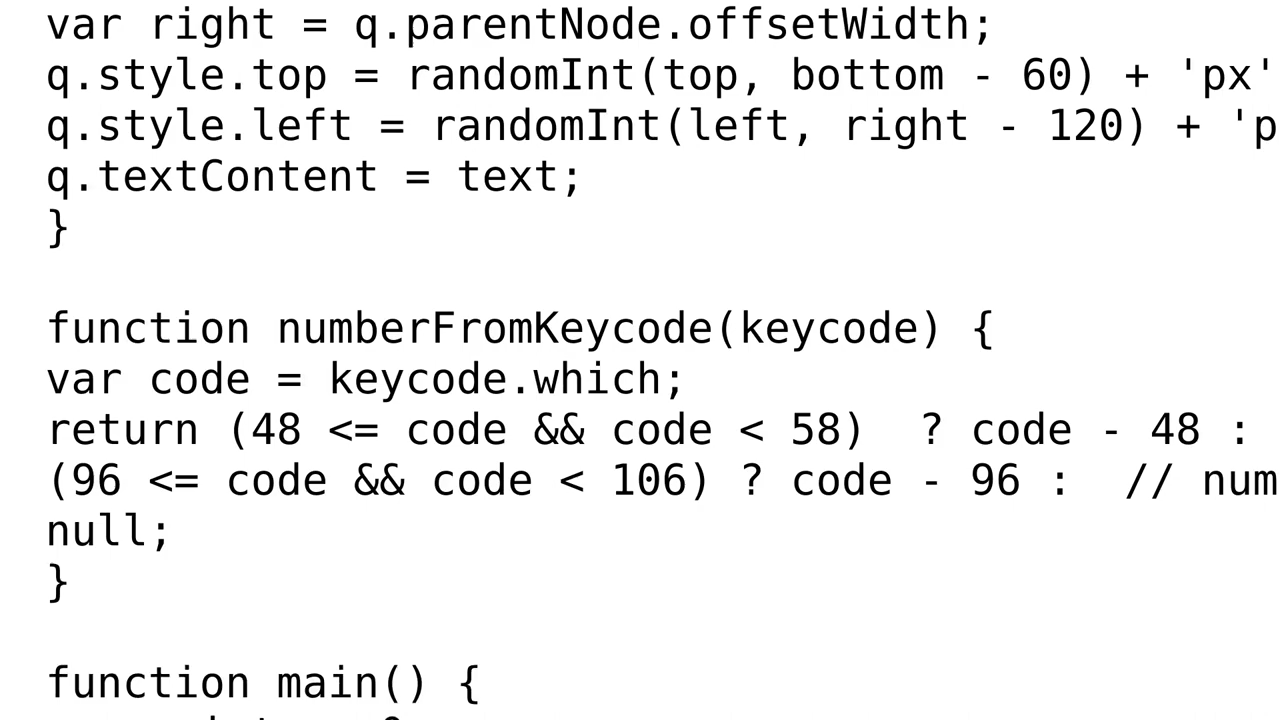 var right = q.parentNode.offsetWidth;
q.style.top = randomInt(top, bottom - 60) + 'px'
q.style.left = randomInt(left, right - 120) + 'p
q.textContent = text;
}
function numberFromKeycode(keycode) {
var code = keycode.which;
return (48 <= code && code < 58)  ? code - 48 :
(96 <= code && code < 106) ? code - 96 :  // num
null;
}
function main() {